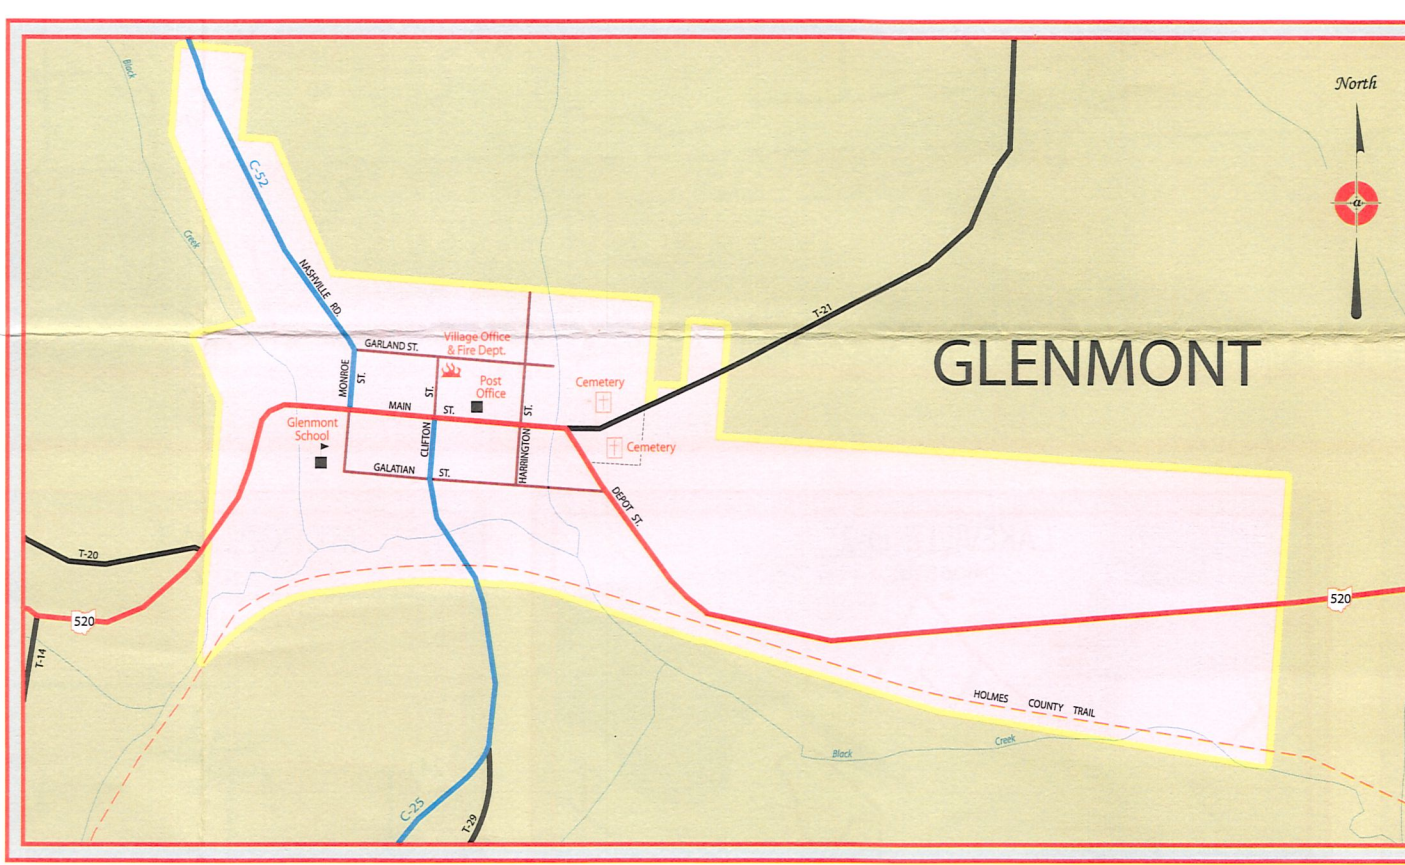 North
a
Black
Creek
C-52
NASHVILLE RD.
T-21
GLENMONT
GARLAND ST.
Village Office
& Fire Dept.
MONROE
ST.
ST.
Post
Office
Cemetery
MAIN
ST.
ST.
Glenmont
School
CLIFTON
HARRINGTON
Cemetery
GALATIAN
ST.
DEPOT ST.
T-20
520
520
T-14
HOLMES COUNTY TRAIL
Black
Creek
C-25
T-29